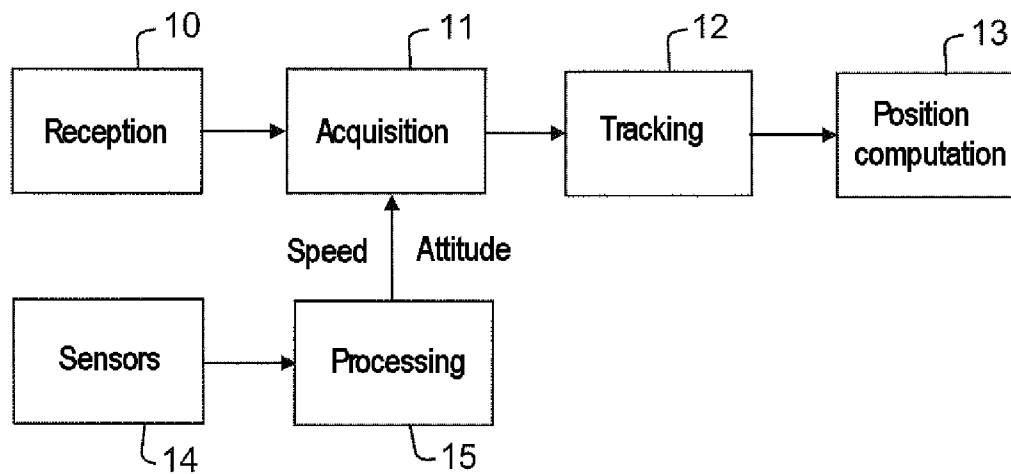 10
11
12
13
Reception
Acquisition
Tracking
Position
computation
Speed
Attitude
Sensors
Processing
14
15